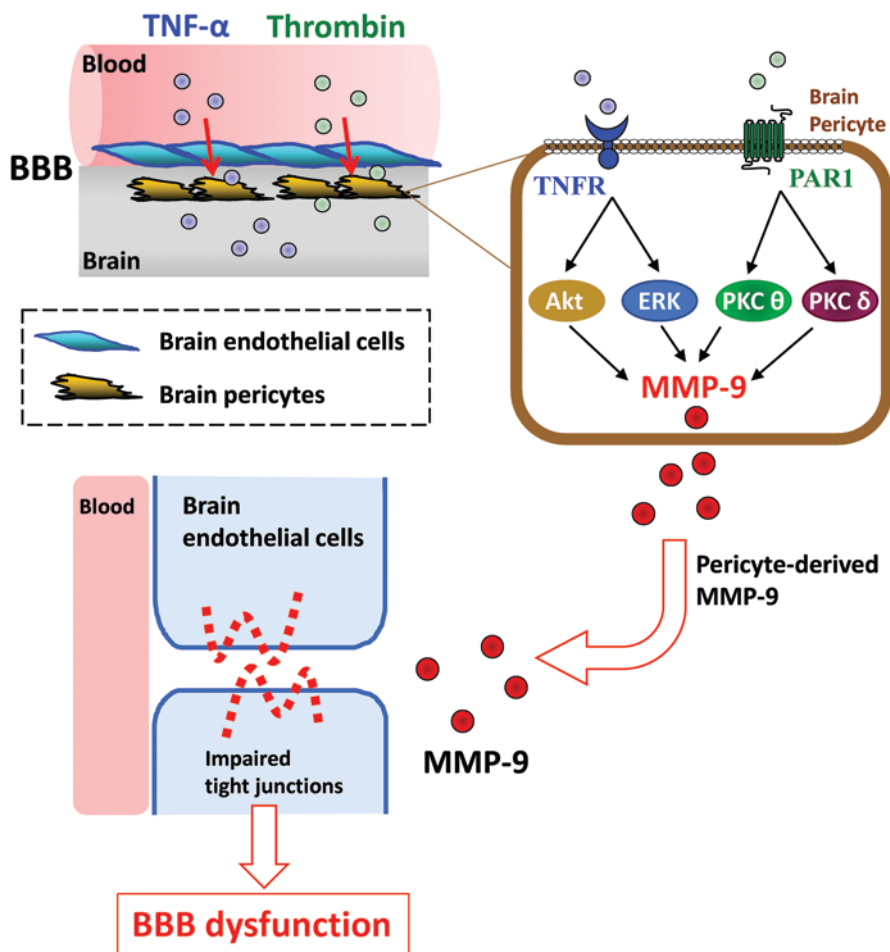 TNF-α
Thrombin
Blood
BBB
Brain
Brain
Pericyte
TNFR
PAR1
Akt
ERK
PKC θ
PKC δ
MMP-9
Brain endothelial cells
Brain pericytes
Blood
Brain
endothelial cells
Pericyte-derived
MMP-9
Impaired
tight junctions
MMP-9
BBB dysfunction